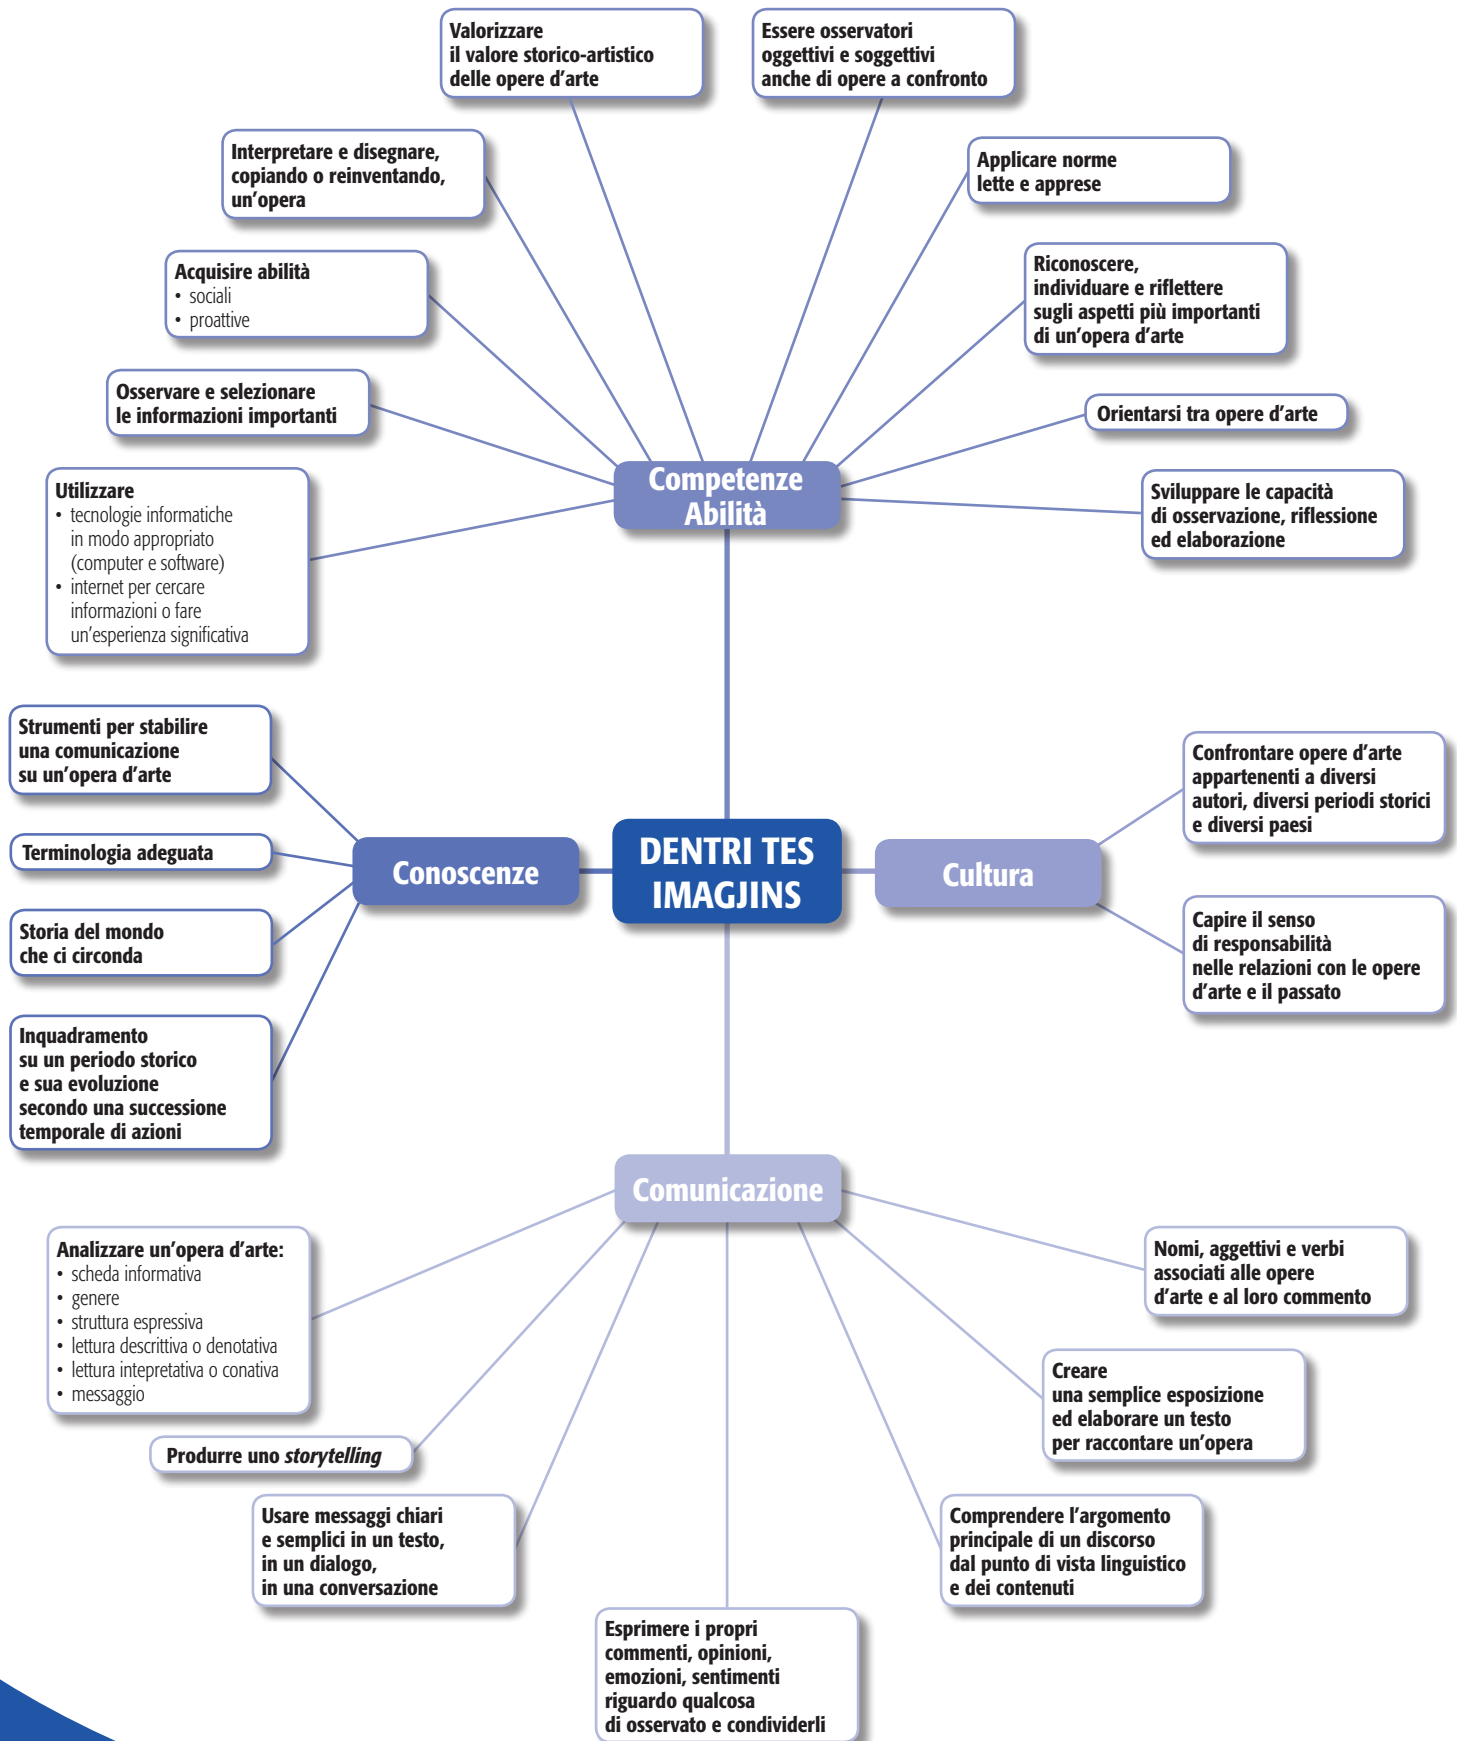 Valorizzare
il valore storico-artistico
delle opere d'arte
Essere osservatori
oggettivi e soggettivi
anche di opere a confronto
Interpretare e disegnare,
copiando o reinventando,
un'opera
Applicare norme
lette e apprese
Acquisire abilità
• sociali
• proattive
Riconoscere,
individuare e riflettere
sugli aspetti più importanti
di un'opera d'arte
Osservare e selezionare
le informazioni importanti
Orientarsi tra opere d'arte
Utilizzare
• tecnologie informatiche
in modo appropriato
(computer e software)
• internet per cercare
informazioni o fare
un'esperienza significativa
Competenze
Abilità
Sviluppare le capacità
di osservazione, riflessione
ed elaborazione
Strumenti per stabilire
una comunicazione
su un'opera d'arte
Terminologia adeguata
Storia del mondo
che ci circonda
Inquadramento
su un periodo storico
e sua evoluzione
secondo una successione
temporale di azioni
Conoscenze
DENTRI TES
IMAGJINS
Cultura
Confrontare opere d'arte
appartenenti a diversi
autori, diversi periodi storici
e diversi paesi
Capire il senso
di responsabilità
nelle relazioni con le opere
d'arte e il passato
Comunicazione
Analizzare un'opera d'arte:
• scheda informativa
• genere
• struttura espressiva
• lettura descrittiva o denotativa
• lettura intepretativa o conativa
• messaggio
Nomi, aggettivi e verbi
associati alle opere
d'arte e al loro commento
Creare
una semplice esposizione
ed elaborare un testo
per raccontare un'opera
Produrre uno storytelling
Usare messaggi chiari
e semplici in un testo,
in un dialogo,
in una conversazione
Comprendere l'argomento
principale di un discorso
dal punto di vista linguistico
e dei contenuti
Esprimere i propri
commenti, opinioni,
emozioni, sentimenti
riguardo qualcosa
di osservato e condividerli